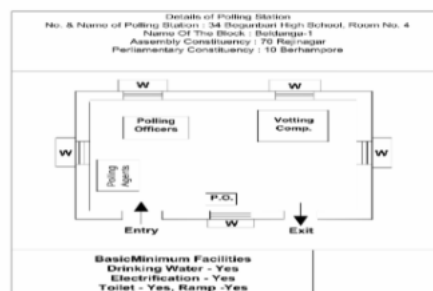 Details of Polling Station
No. & Name of Polling Station : 34 Begunbari High School, Room No. 4
Name Of The Block : Beldanga-1
Assembly Constituency : 70 Rejinagar
Perliamentary Constituency : 10 Berhampore
W
W
Polling
Officers
Votting
Comp.
W
W
Polling
Agents
P.O.
W
Entry
Exit
BasicMinimum Facilities
Drinking Water - Yes
Electrification - Yes
Toilet - Yes, Ramp -Yes